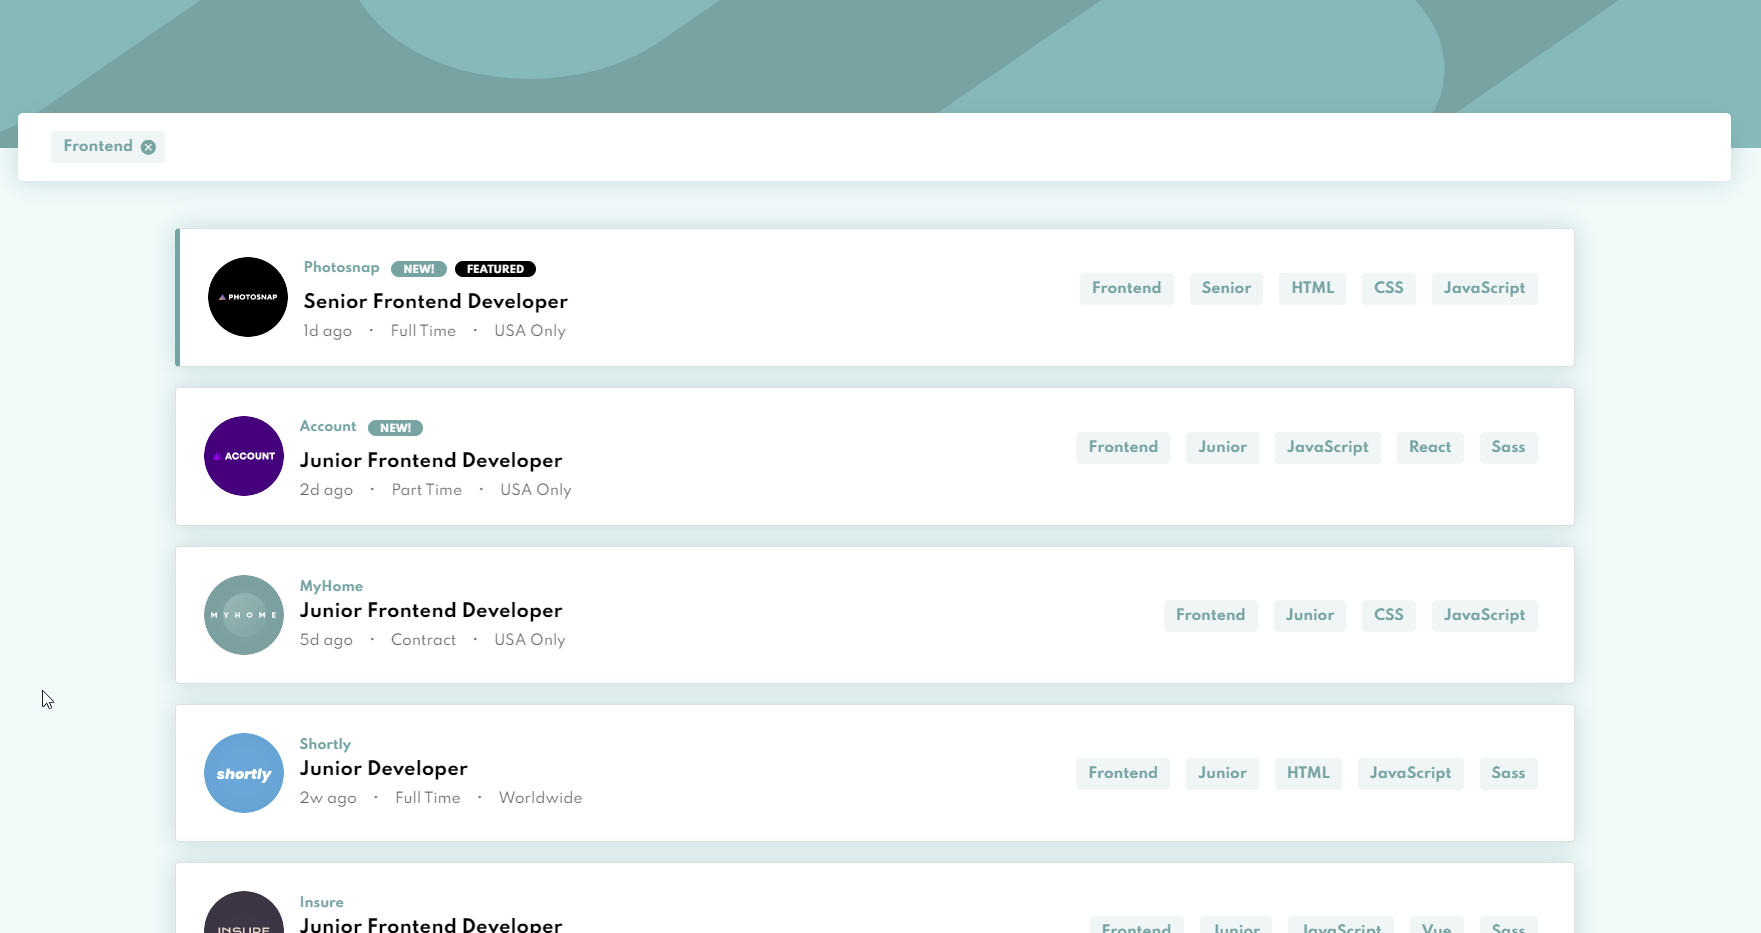 Frontend
PHOTOSNAP
Photosnap NEW! FEATURED
Senior Frontend Developer
1d ago · Full Time · USA Only
Frontend Senior HTML CSS JavaScript
ACCOUNT
Account NEW!
Junior Frontend Developer
2d ago · Part Time · USA Only
Frontend Junior JavaScript React Sass
MYHOME
MyHome
Junior Frontend Developer
5d ago · Contract · USA Only
Frontend Junior CSS JavaScript
shortly
Shortly
Junior Developer
2w ago · Full Time · Worldwide
Frontend Junior HTML JavaScript Sass
INSURE
Insure
Junior Frontend Developer
Frontend Junior JavaScript Vue Sass